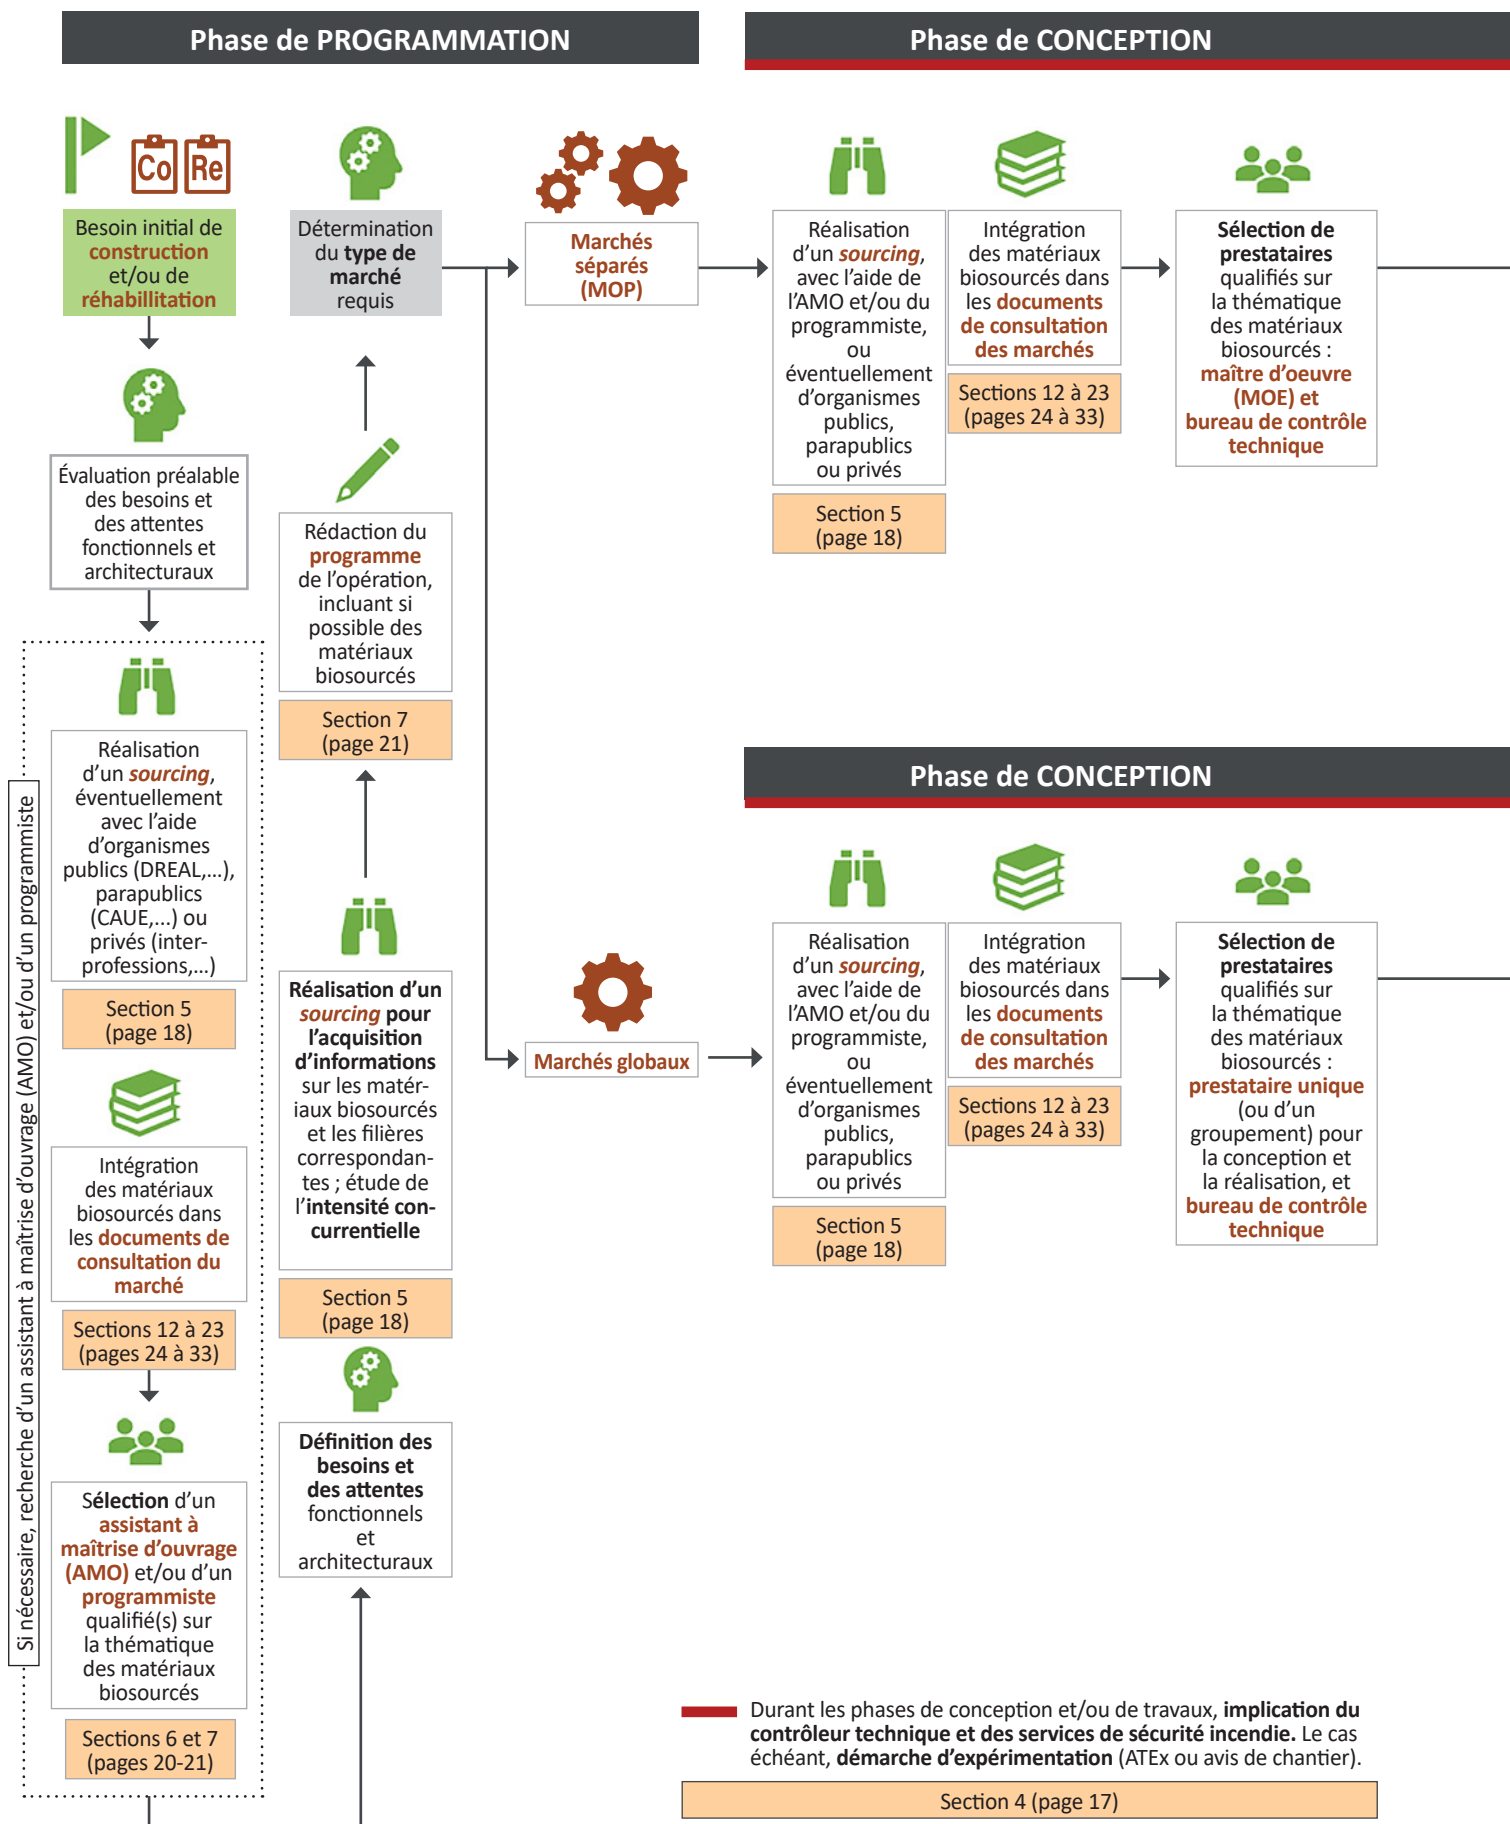 Phase de PROGRAMMATION
Co Re
Besoin initial de
construction
et/ou de
réhabillitation
Évaluation préalable
des besoins et
des attentes
fonctionnels et
architecturaux
Si nécessaire, recherche d'un assistant à maîtrise d'ouvrage (AMO) et/ou d'un programmiste
Réalisation
d'un sourcing,
éventuellement
avec l'aide
d'organismes
publics (DREAL,...),
parapublics
(CAUE,...) ou
privés (inter-
professions,...)
Section 5
(page 18)
Intégration
des matériaux
biosourcés dans
les documents de
consultation du
marché
Sections 12 à 23
(pages 24 à 33)
Sélection d'un
assistant à
maîtrise d'ouvrage
(AMO) et/ou d'un
programmiste
qualifié(s) sur
la thématique
des matériaux
biosourcés
Sections 6 et 7
(pages 20-21)
Définition des
besoins et
des attentes
fonctionnels
et
architecturaux
Réalisation d'un
sourcing pour
l'acquisition
d'informations
sur les matér-
iaux biosourcés
et les filières
correspondan-
tes ; étude de
l'intensité con-
currentielle
Section 5
(page 18)
Rédaction du
programme
de l'opération,
incluant si
possible des
matériaux
biosourcés
Section 7
(page 21)
Détermination
du type de
marché
requis
Marchés
séparés
(MOP)
Marchés globaux
Phase de CONCEPTION
Réalisation
d'un sourcing,
avec l'aide de
l'AMO et/ou du
programmiste,
ou
éventuellement
d'organismes
publics,
parapublics
ou privés
Section 5
(page 18)
Intégration
des matériaux
biosourcés dans
les documents
de consultation
des marchés
Sections 12 à 23
(pages 24 à 33)
Sélection de
prestataires
qualifiés sur
la thématique
des matériaux
biosourcés :
maître d'oeuvre
(MOE) et
bureau de contrôle
technique
Phase de CONCEPTION
Réalisation
d'un sourcing,
avec l'aide de
l'AMO et/ou du
programmiste,
ou
éventuellement
d'organismes
publics,
parapublics
ou privés
Section 5
(page 18)
Intégration
des matériaux
biosourcés dans
les documents
de consultation
des marchés
Sections 12 à 23
(pages 24 à 33)
Sélection de
prestataires
qualifiés sur
la thématique
des matériaux
biosourcés :
prestataire unique
(ou d'un
groupement) pour
la conception et
la réalisation, et
bureau de contrôle
technique
Durant les phases de conception et/ou de travaux, implication du
contrôleur technique et des services de sécurité incendie. Le cas
échéant, démarche d'expérimentation (ATEx ou avis de chantier).
Section 4 (page 17)